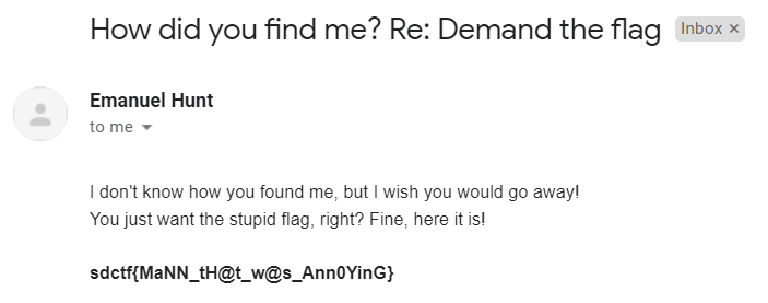 How did you find me? Re: Demand the flag Inbox ×
Emanuel Hunt
to me
I don't know how you found me, but I wish you would go away!
You just want the stupid flag, right? Fine, here it is!
sdctf{MaNN_tH@t_w@s_Ann0YinG}